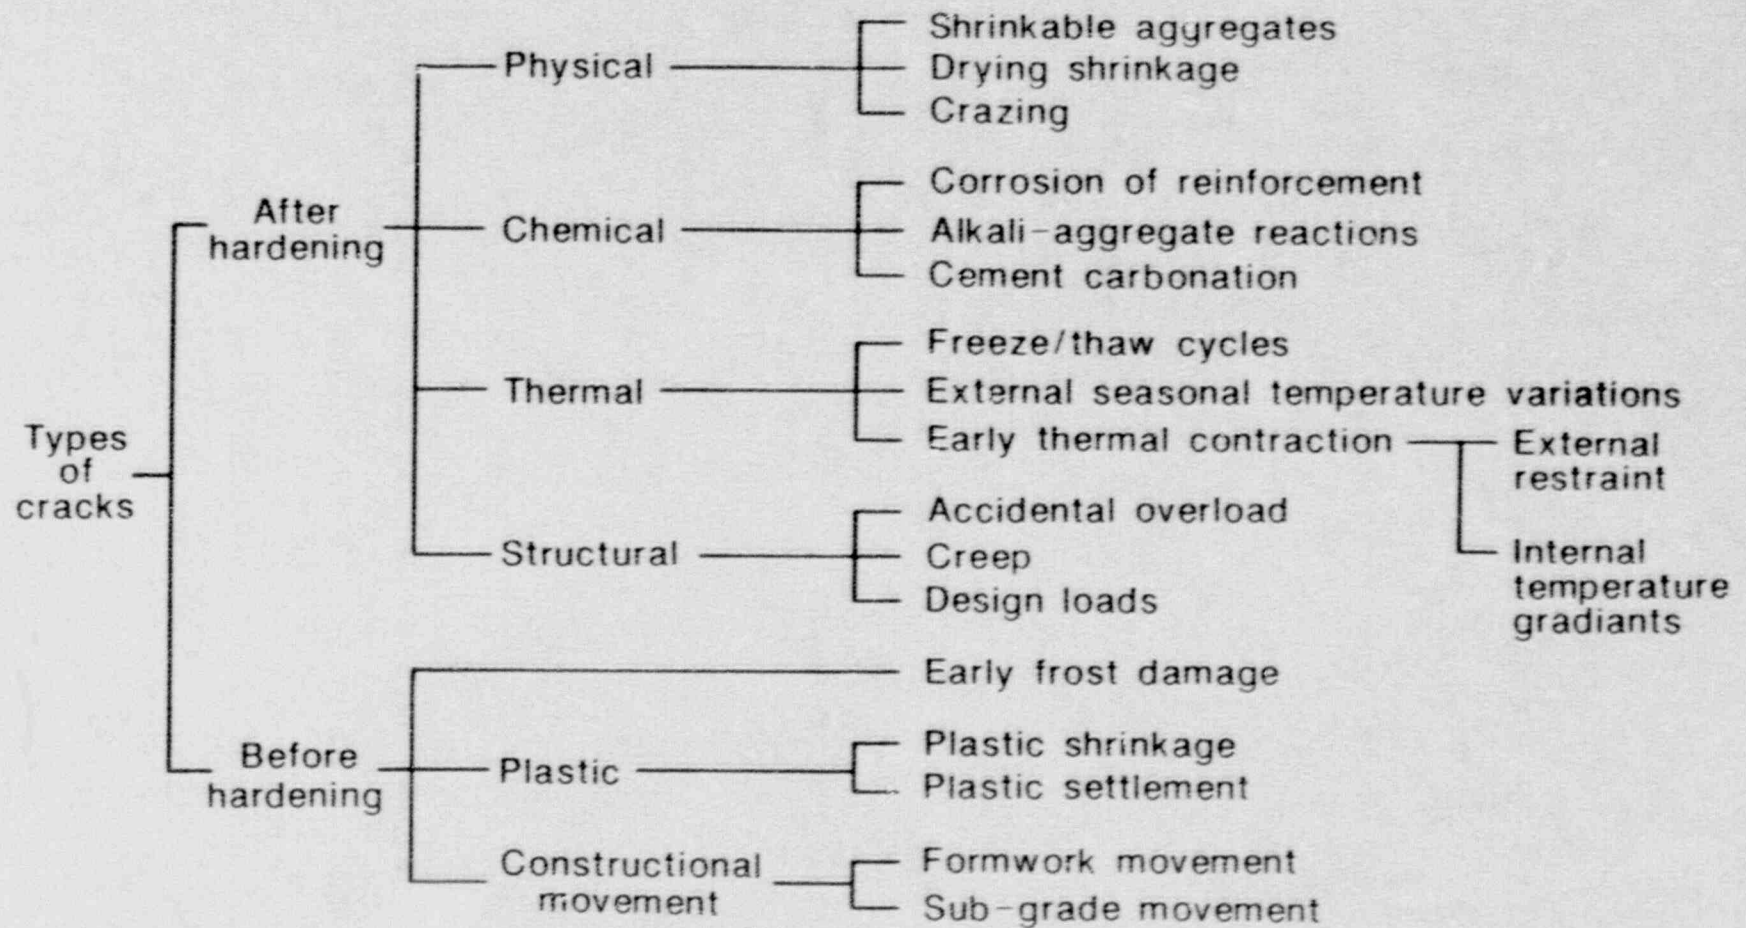 Types
of
cracks
After
hardening
Physical
Shrinkable aggregates
Drying shrinkage
Crazing
Chemical
Corrosion of reinforcement
Alkali-aggregate reactions
Cement carbonation
Thermal
Freeze/thaw cycles
External seasonal temperature variations
Early thermal contraction
External
restraint
Internal
temperature
gradiants
Structural
Accidental overload
Creep
Design loads
Before
hardening
Early frost damage
Plastic
Plastic shrinkage
Plastic settlement
Constructional
movement
Formwork movement
Sub-grade movement